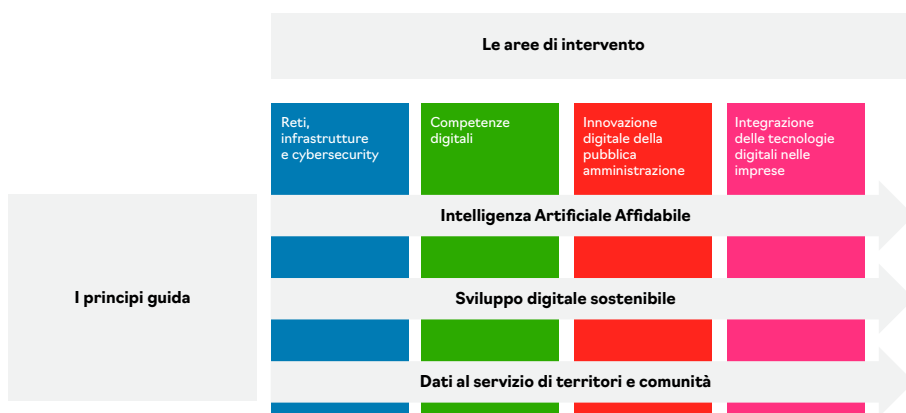 Le aree di intervento
Reti,
infrastrutture
e cybersecurity
Competenze
digitali
Innovazione
digitale della
pubblica
amministrazione
Integrazione
delle tecnologie
digitali nelle
imprese
Intelligenza Artificiale Affidabile
I principi guida
Sviluppo digitale sostenibile
Dati al servizio di territori e comunità